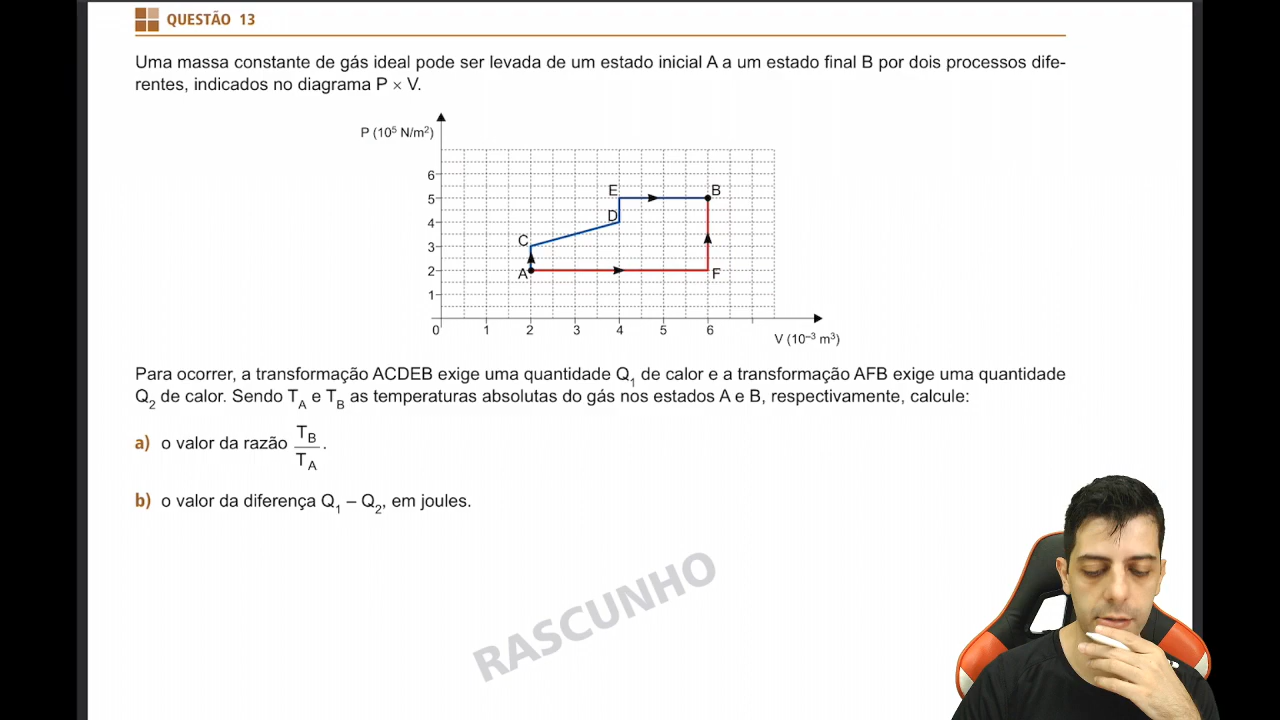 QUESTÃO 13
Uma massa constante de gás ideal pode ser levada de um estado inicial A a um estado final B por dois processos dife-
rentes, indicados no diagrama P × V.
P (10⁵ N/m²)
6
5
4
3
2
1
0
1
2
3
4
5
6
V (10⁻³ m³)
E
B
D
C
A
F
Para ocorrer, a transformação ACDEB exige uma quantidade Q₁ de calor e a transformação AFB exige uma quantidade
Q₂ de calor. Sendo T_A e T_B as temperaturas absolutas do gás nos estados A e B, respectivamente, calcule:
a) o valor da razão T_B/T_A.
b) o valor da diferença Q₁ – Q₂, em joules.
RASCUNHO